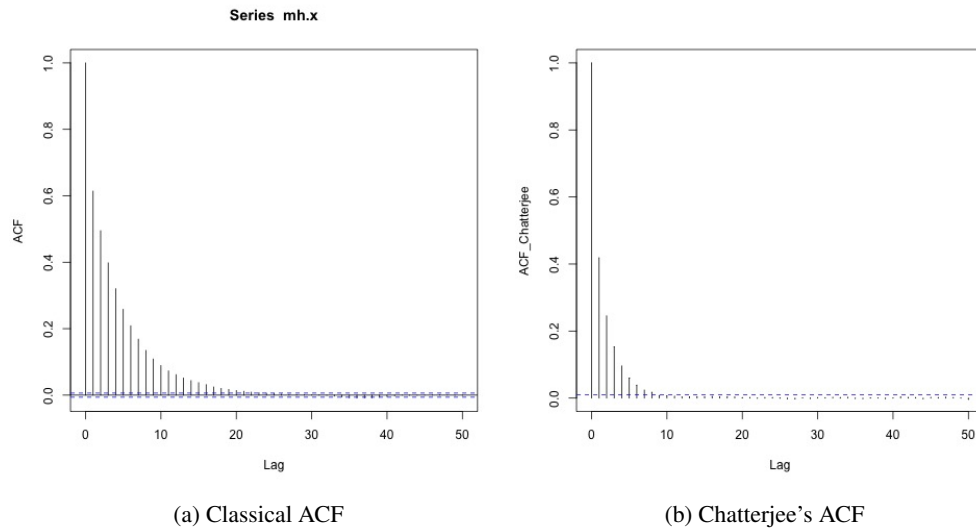 Series mh.x
ACF
1.0
0.8
0.6
0.4
0.2
0.0
0 10 20 30 40 50
Lag
(a) Classical ACF
ACF_Chatterjee
1.0
0.8
0.6
0.4
0.2
0.0
0 10 20 30 40 50
Lag
(b) Chatterjee's ACF